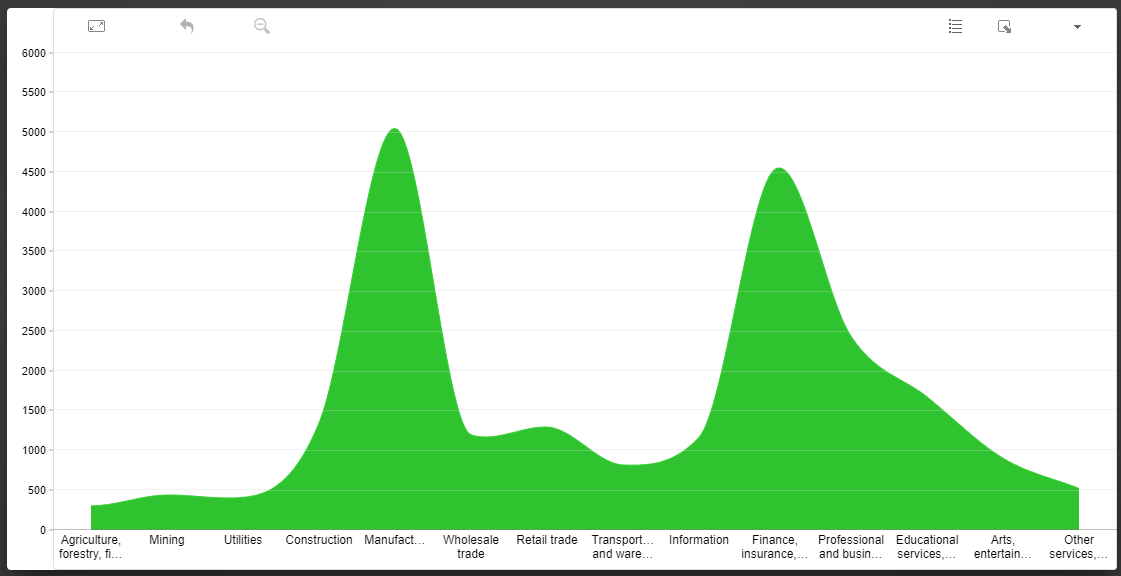 6000
5500
5000
4500
4000
3500
3000
2500
2000
1500
1000
500
0
Agriculture,
forestry, fi...
Mining
Utilities
Construction
Manufact...
Wholesale
trade
Retail trade
Transport...
and ware...
Information
Finance,
insurance,...
Professional
and busin...
Educational
services,...
Arts,
entertain...
Other
services,...